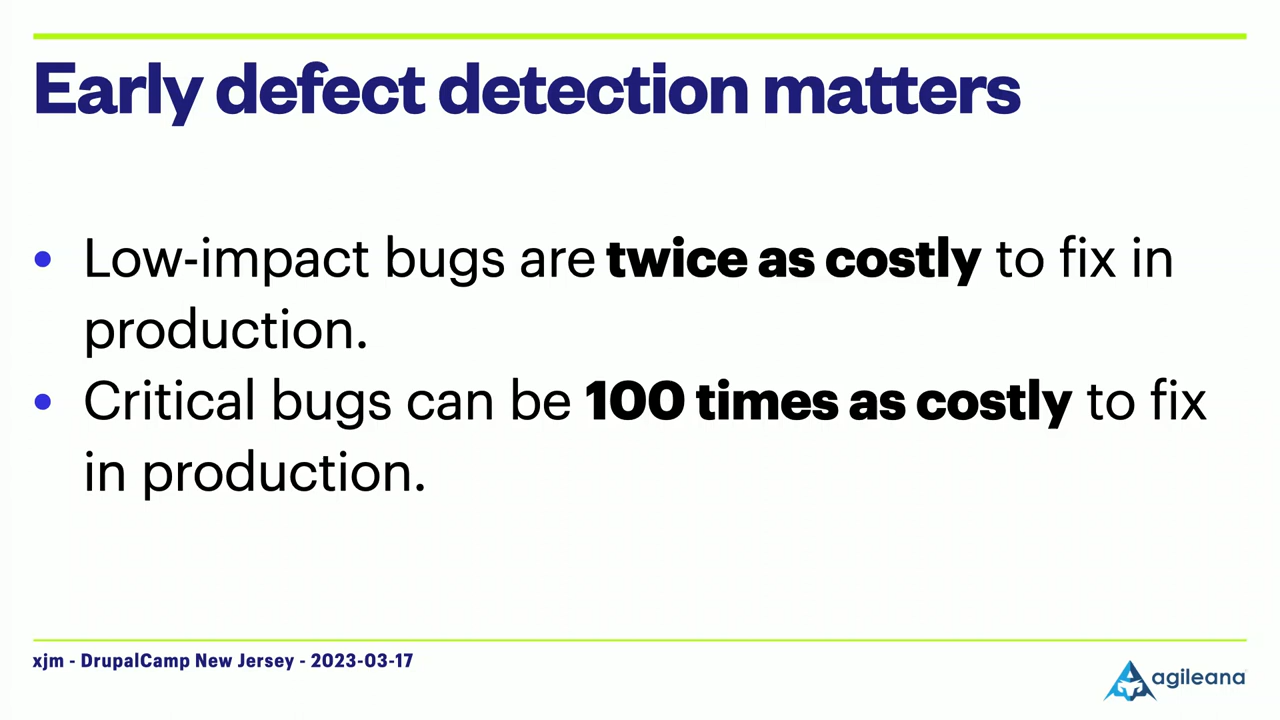 Early defect detection matters
• Low-impact bugs are twice as costly to fix in
production.
• Critical bugs can be 100 times as costly to fix
in production.
xjm - DrupalCamp New Jersey - 2023-03-17
agileana